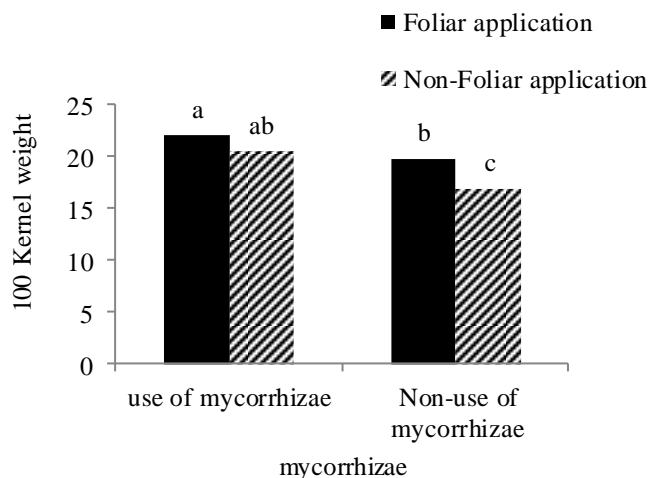 Foliar application
Non-Foliar application
25
20
15
10
5
0
100 Kernel weight
a
ab
b
c
use of mycorrhizae
Non-use of
mycorrhizae
mycorrhizae